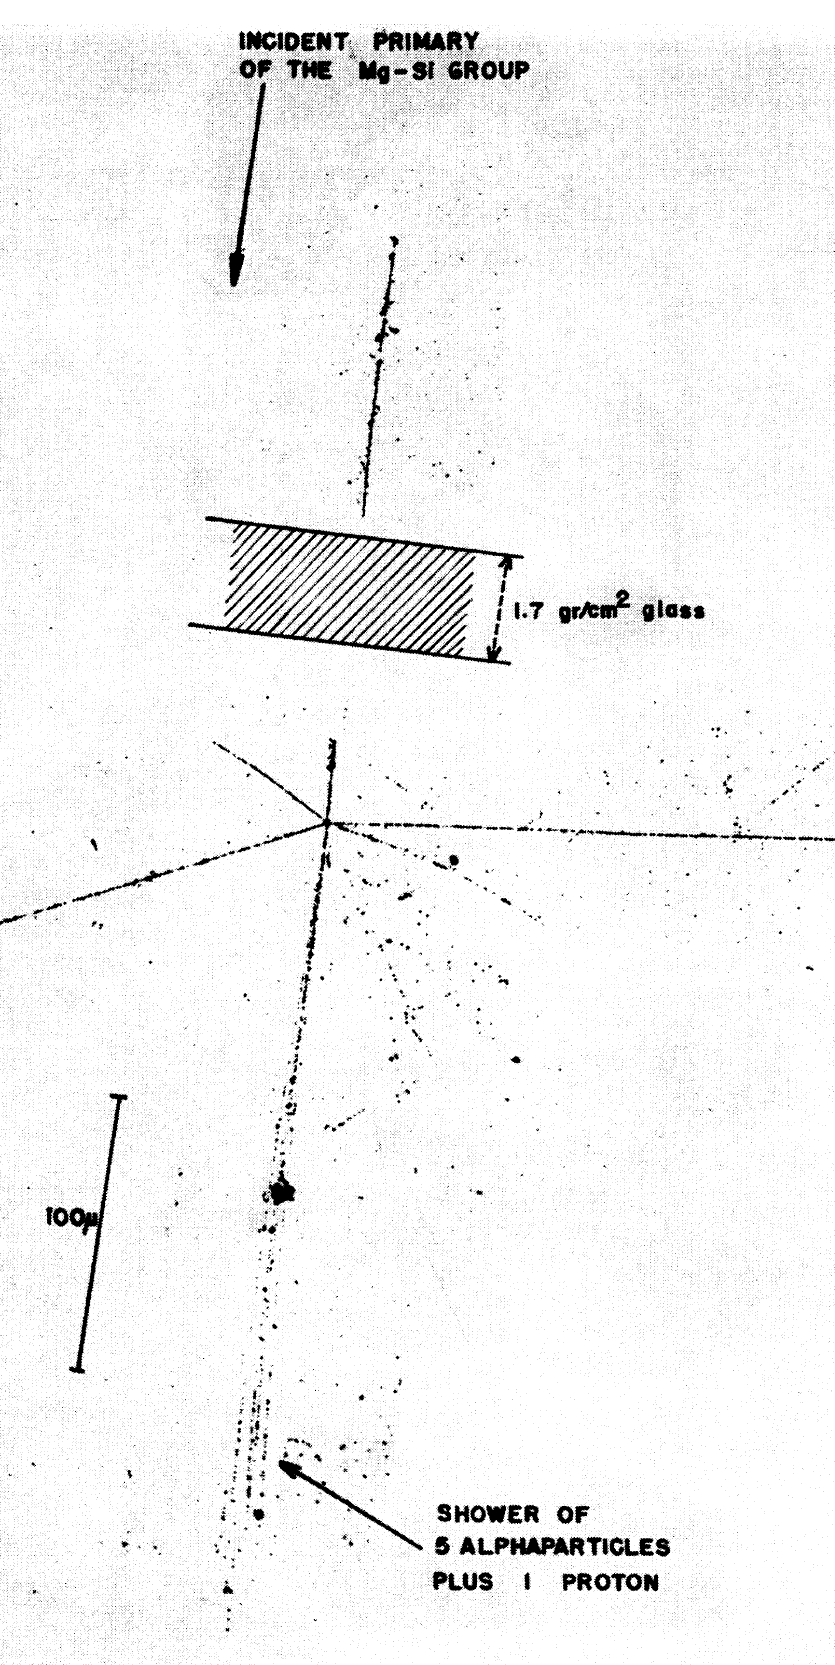 INCIDENT PRIMARY
OF THE Mg-Si GROUP
1.7 gr/cm² glass
100μ
SHOWER OF
5 ALPHAPARTICLES
PLUS 1 PROTON